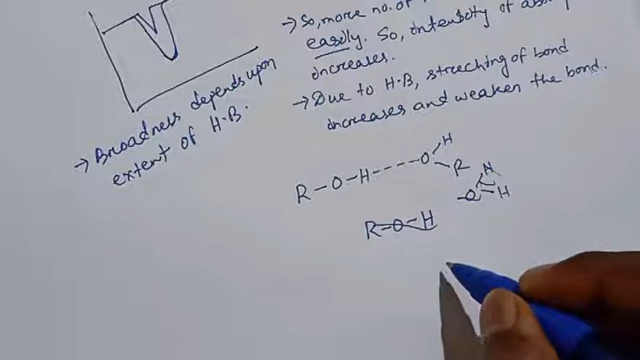 → So, more no. of
easily. So, intensity of
increases.
→ Due to H·B, streching of bond
increases and weaken the bond.
→ Broadness depends upon
extent of H·B.
H
R-O-H----O
R
H
H
R-O-H